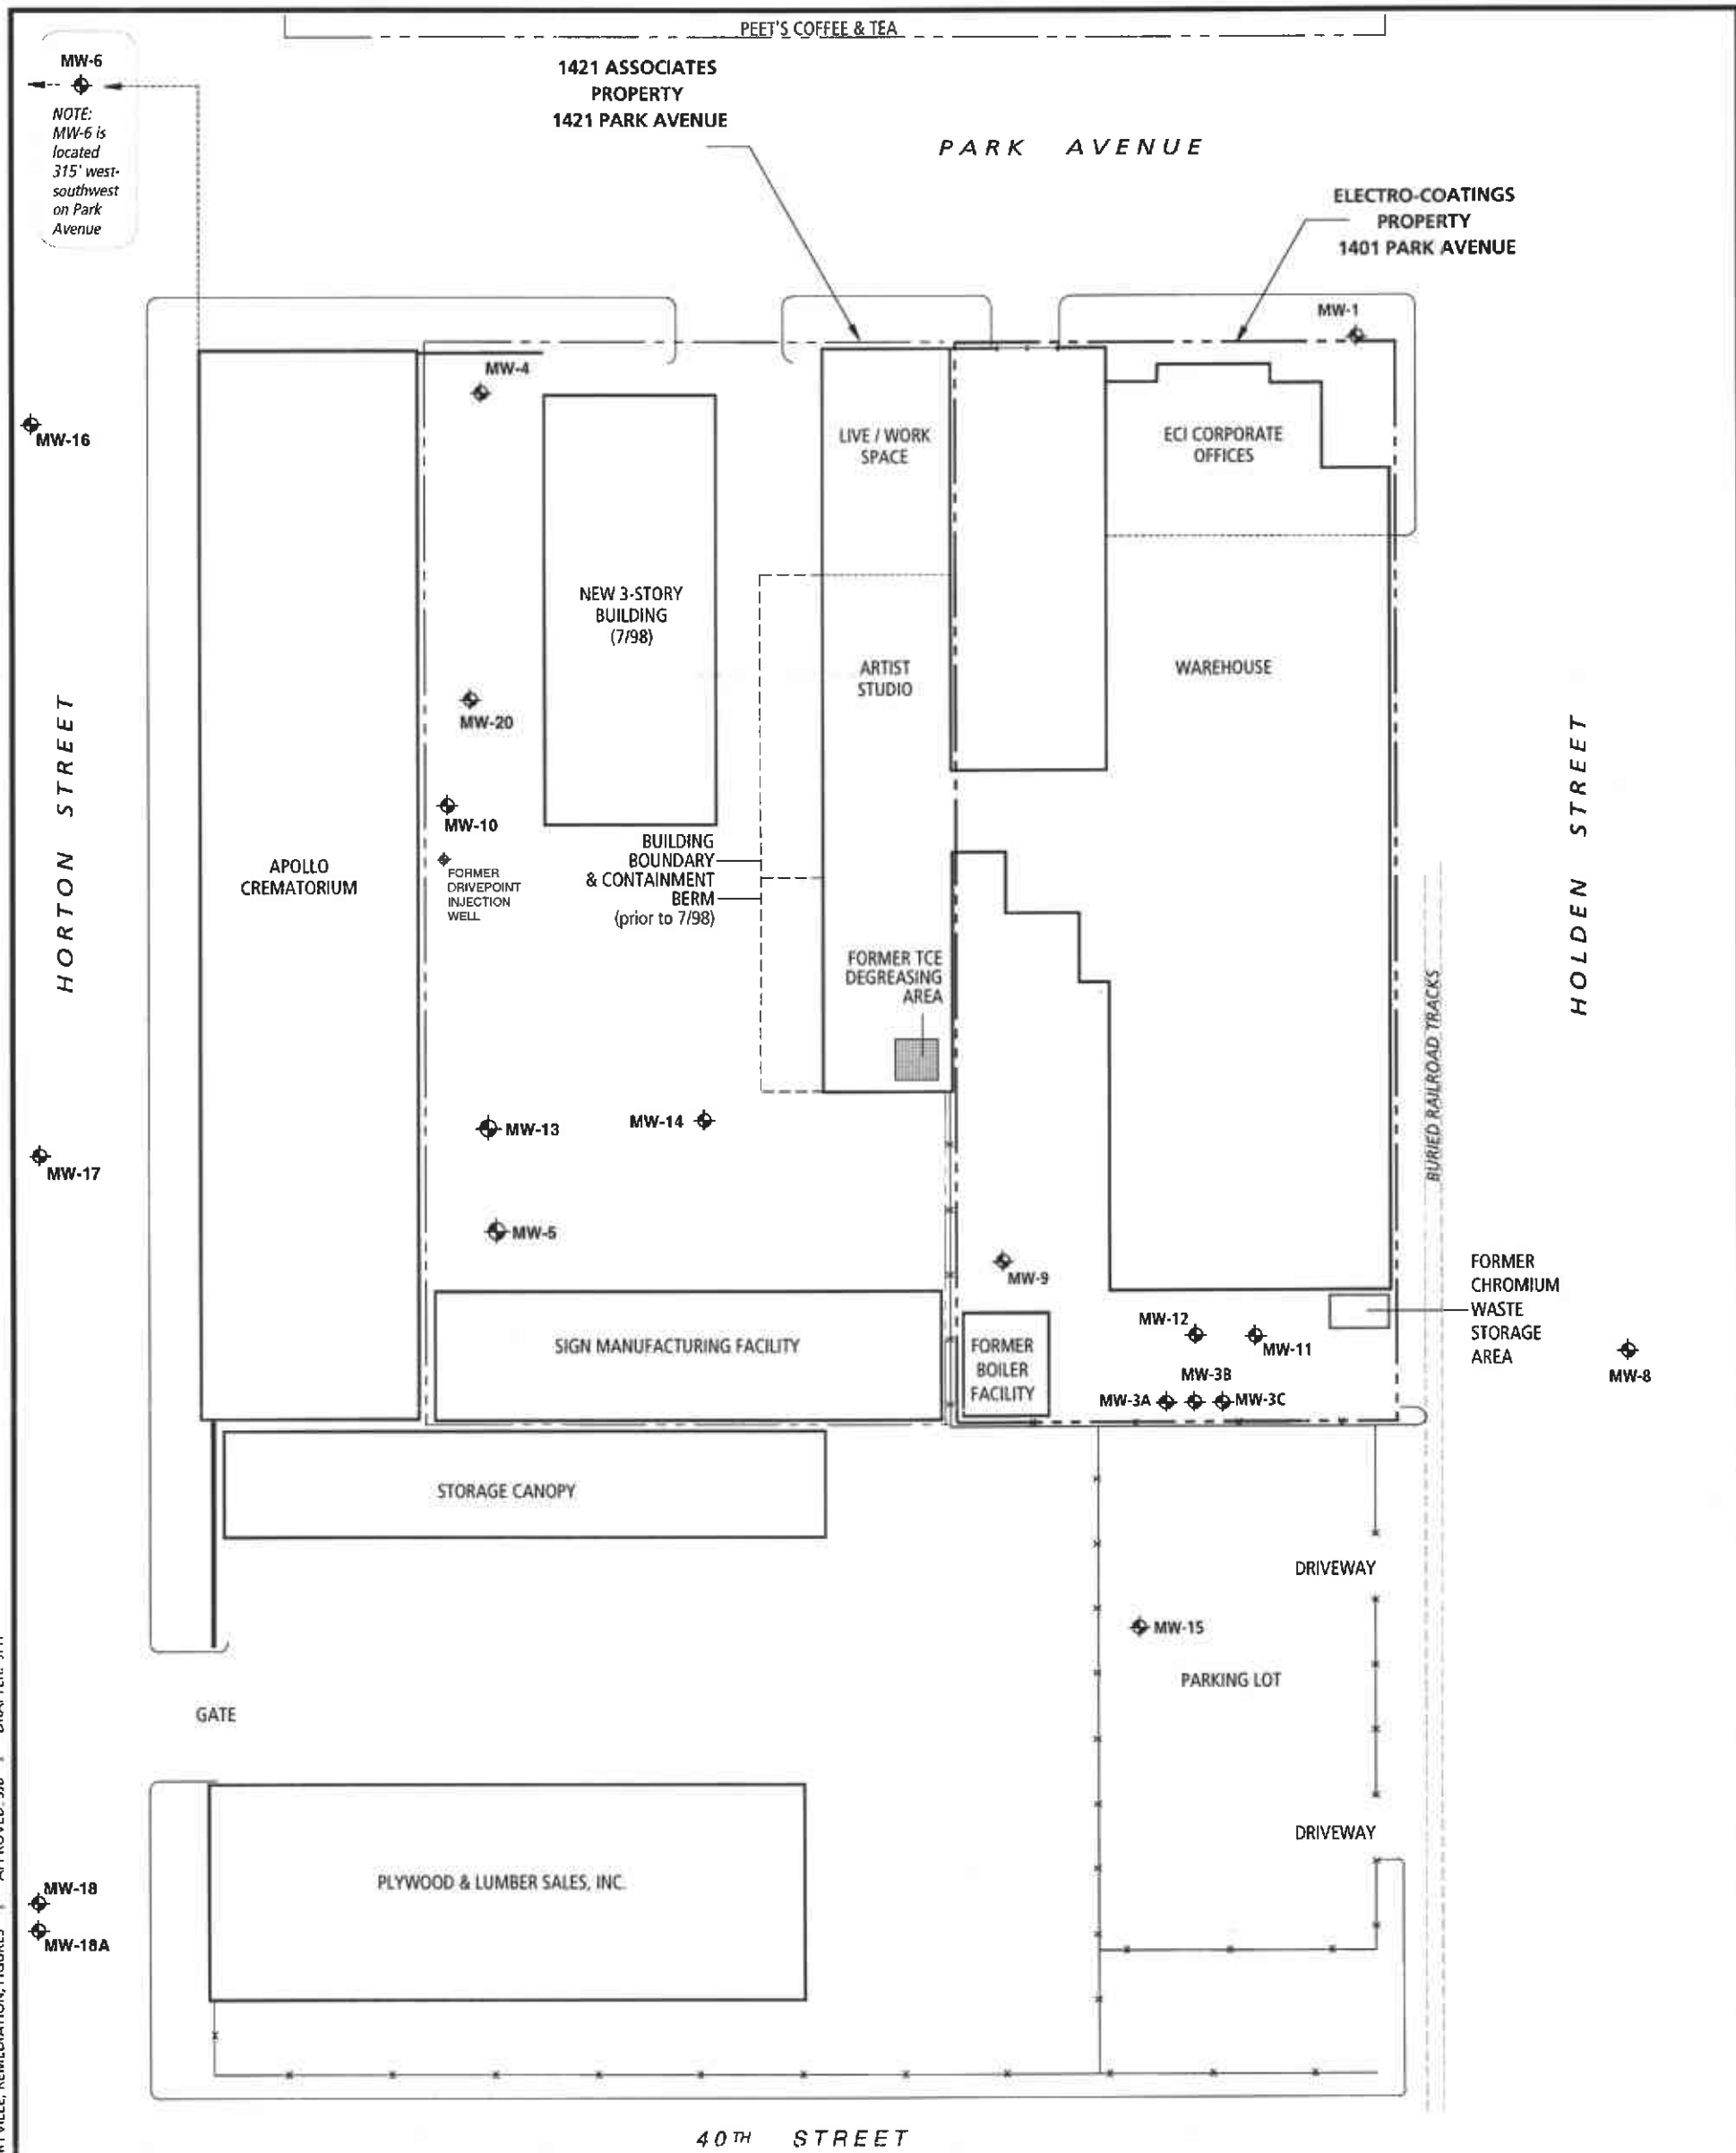 PEET'S COFFEE & TEA
MW-6
NOTE:
MW-6 is
located
315' west-
southwest
on Park
Avenue
1421 ASSOCIATES
PROPERTY
1421 PARK AVENUE
PARK AVENUE
ELECTRO-COATINGS
PROPERTY
1401 PARK AVENUE
MW-1
MW-4
MW-16
LIVE / WORK
SPACE
ECI CORPORATE
OFFICES
NEW 3-STORY
BUILDING
(7/98)
ARTIST
STUDIO
WAREHOUSE
MW-20
HORTON STREET
HOLDEN STREET
MW-10
APOLLO
CREMATORIUM
FORMER
DRIVEPOINT
INJECTION
WELL
BUILDING
BOUNDARY
& CONTAINMENT
BERM
(prior to 7/98)
FORMER TCE
DEGREASING
AREA
BURIED RAILROAD TRACKS
MW-13
MW-14
MW-17
MW-5
MW-9
FORMER
CHROMIUM
WASTE
STORAGE
AREA
SIGN MANUFACTURING FACILITY
FORMER
BOILER
FACILITY
MW-12
MW-11
MW-8
MW-3B
MW-3A
MW-3C
STORAGE CANOPY
DRIVEWAY
MW-15
PARKING LOT
GATE
DRIVEWAY
PLYWOOD & LUMBER SALES, INC.
MW-18
MW-18A
40TH STREET
REMEDIATION, FIGURES